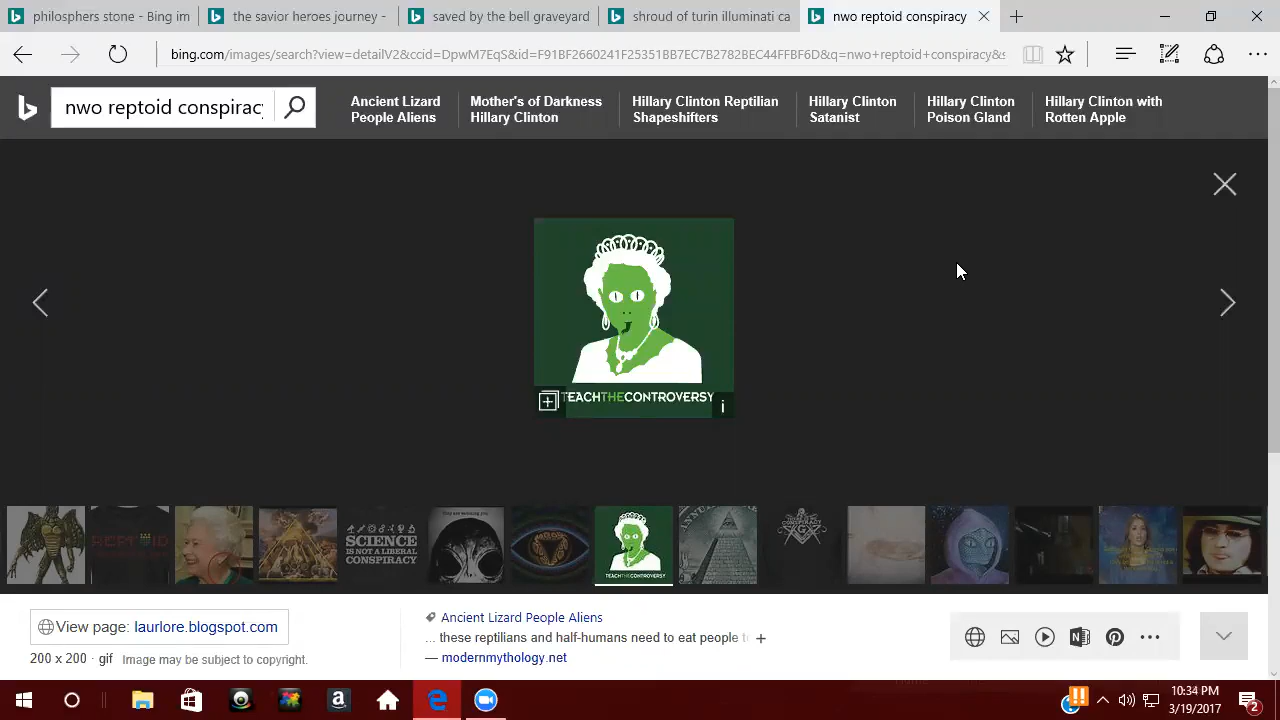 philosphers stone - Bing im
the savior heroes journey -
saved by the bell graveyard
shroud of turin illuminati ca
nwo reptoid conspiracy
bing.com/images/search?view=detailV2&ccid=DpwM7EqS&id=F91BF2660241F25351BB7EC7B2782BEC44FFBF6D&q=nwo+reptoid+conspiracy&s
nwo reptoid conspiracy
Ancient Lizard
People Aliens
Mother's of Darkness
Hillary Clinton
Hillary Clinton Reptilian
Shapeshifters
Hillary Clinton
Satanist
Hillary Clinton
Poison Gland
Hillary Clinton with
Rotten Apple
TEACHTHECONTROVERSY
SCIENCE
IS NOT A LIBERAL
CONSPIRACY
TEACHTHECONTROVERSY
View page: laurlore.blogspot.com
200 x 200 · gif Image may be subject to copyright.
Ancient Lizard People Aliens
... these reptilians and half-humans need to eat people to
— modernmythology.net
10:34 PM
3/19/2017
2